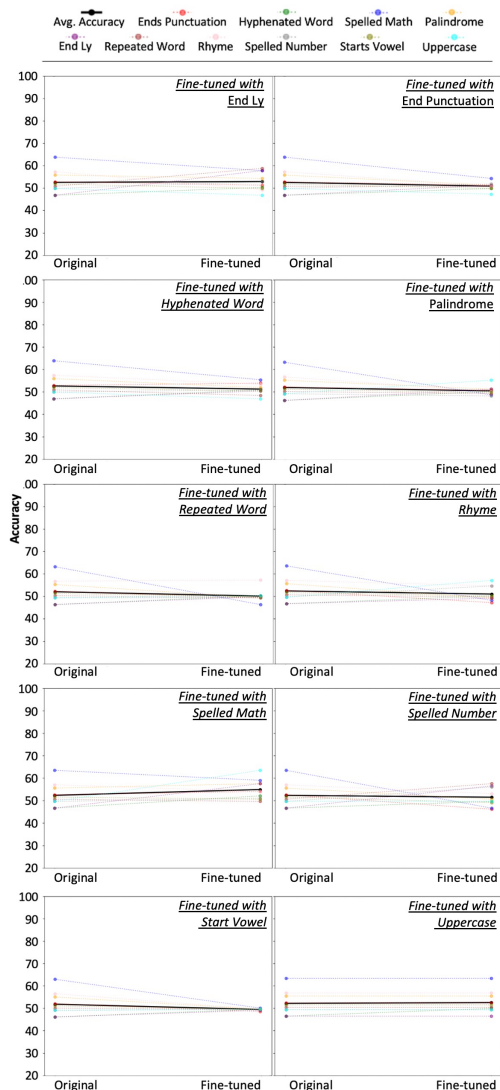 Avg. Accuracy Ends Punctuation Hyphenated Word Spelled Math Palindrome
End Ly Repeated Word Rhyme Spelled Number Starts Vowel Uppercase
Accuracy
Fine-tuned with
End Ly
100
90
80
70
60
50
40
30
20
Original Fine-tuned
Fine-tuned with
End Punctuation
Original Fine-tuned
Fine-tuned with
Hyphenated Word
.00
90
80
70
60
50
40
30
20
Original Fine-tuned
Fine-tuned with
Palindrome
Original Fine-tuned
Fine-tuned with
Repeated Word
.00
90
80
70
60
50
40
30
20
Original Fine-tuned
Fine-tuned with
Rhyme
Original Fine-tuned
Fine-tuned with
Spelled Math
100
90
80
70
60
50
40
30
20
Original Fine-tuned
Fine-tuned with
Spelled Number
Original Fine-tuned
Fine-tuned with
Start Vowel
100
90
80
70
60
50
40
30
20
Original Fine-tuned
Fine-tuned with
Uppercase
Original Fine-tuned